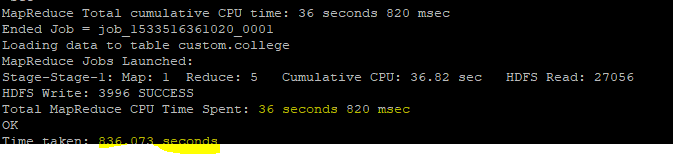 MapReduce Total cumulative CPU time: 36 seconds 820 msec
Ended Job = job_1533516361020_0001
Loading data to table custom.college
MapReduce Jobs Launched:
Stage-Stage-1: Map: 1  Reduce: 5   Cumulative CPU: 36.82 sec   HDFS Read: 27056
HDFS Write: 3996 SUCCESS
Total MapReduce CPU Time Spent: 36 seconds 820 msec
OK
Time taken: 836.073 seconds